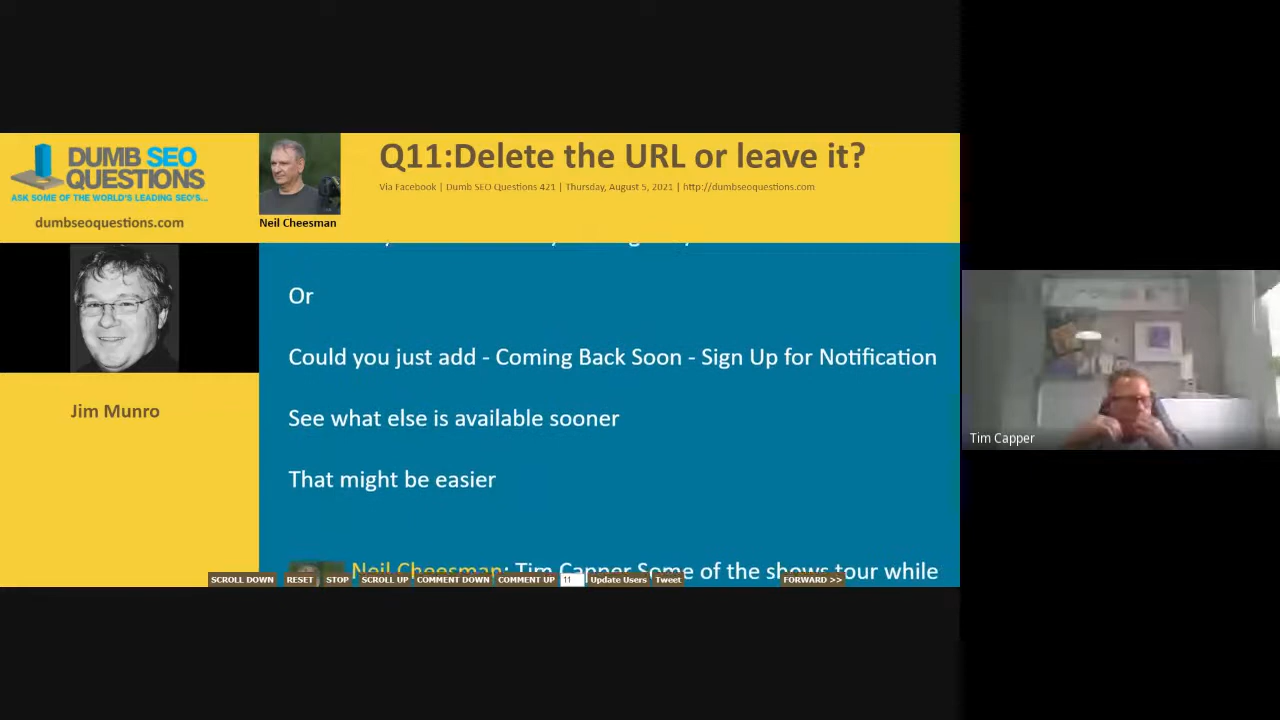 DUMB SEO
QUESTIONS
ASK SOME OF THE WORLD'S LEADING SEO'S...
dumbseoquestions.com
Neil Cheesman
Q11:Delete the URL or leave it?
Via Facebook | Dumb SEO Questions 421 | Thursday, August 5, 2021 | http://dumbseoquestions.com
Jim Munro
Or
Could you just add - Coming Back Soon - Sign Up for Notification
See what else is available sooner
That might be easier
Neil Cheesman: Tim Capper Some of the shows tour while
SCROLL DOWN RESET STOP SCROLL UP COMMENT DOWN COMMENT UP 11 Update Users Tweet FORWARD >>
Tim Capper